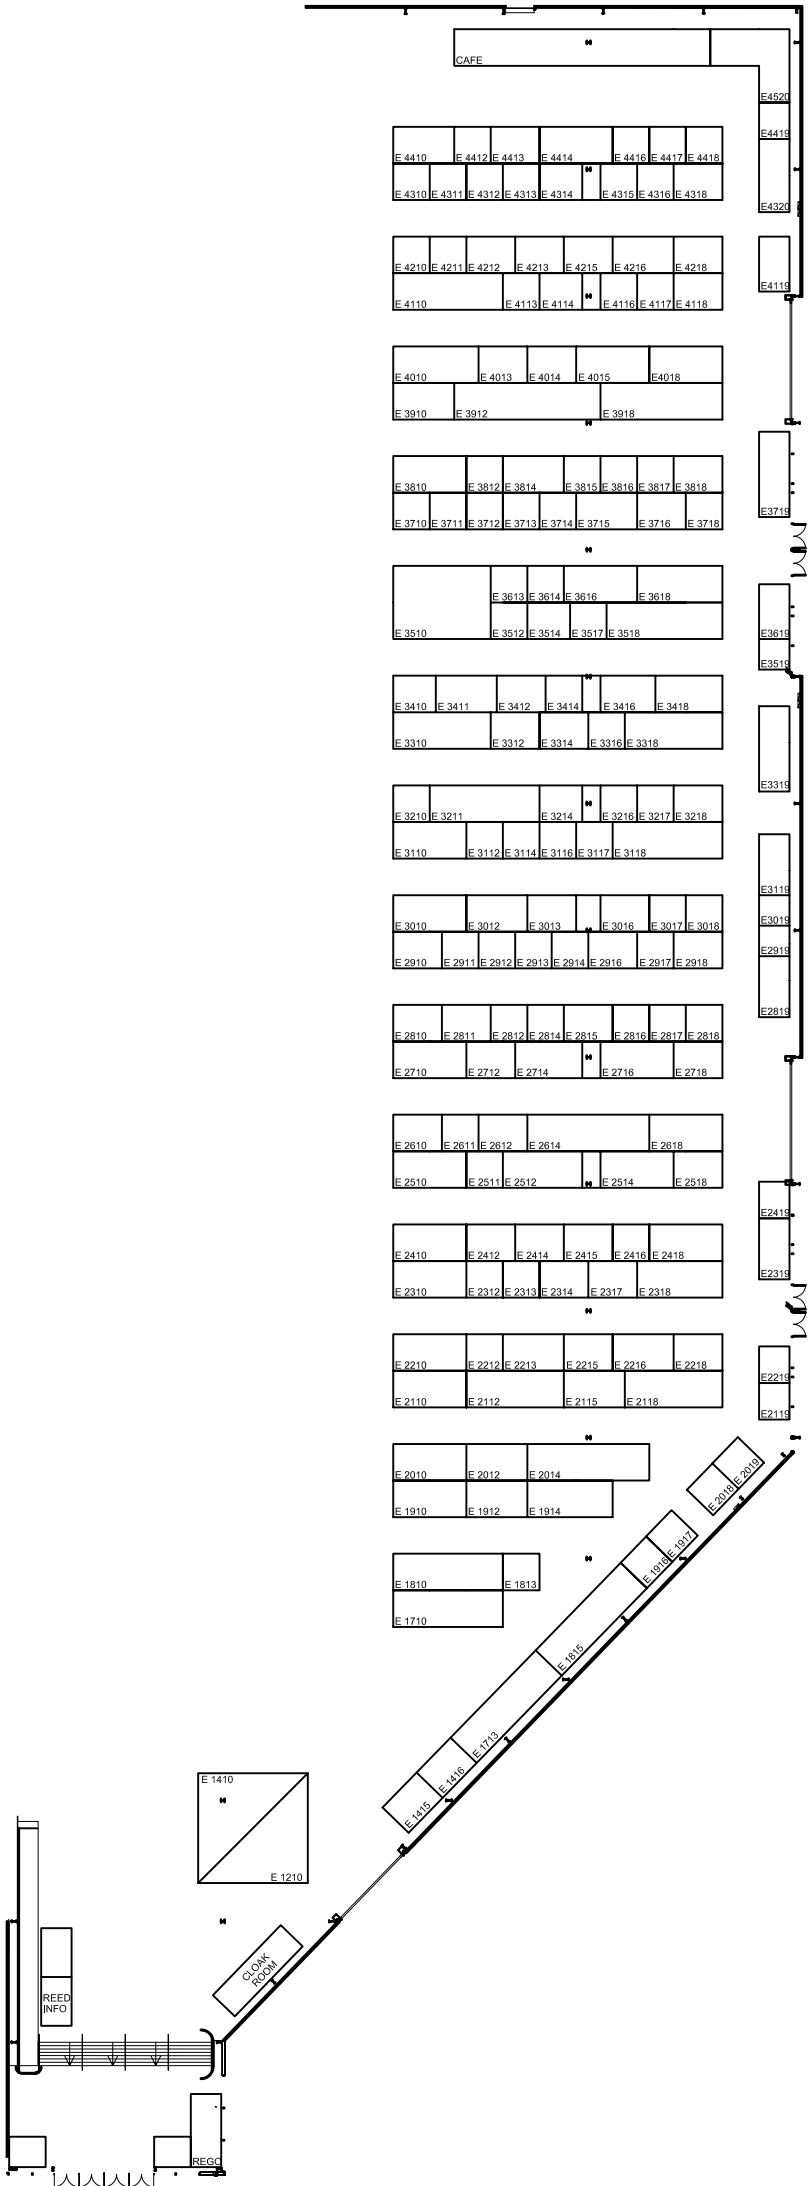 CAFE
E4520
E4419
E 4410 E 4412 E 4413 E 4414 E 4416 E 4417 E 4418
E 4310 E 4311 E 4312 E 4313 E 4314 E 4315 E 4316 E 4318
E4320
E 4210 E 4211 E 4212 E 4213 E 4215 E 4216 E 4218
E4119
E 4110 E 4113 E 4114 E 4116 E 4117 E 4118
E 4010 E 4013 E 4014 E 4015 E4018
E 3910 E 3912 E 3918
E 3810 E 3812 E 3814 E 3815 E 3816 E 3817 E 3818
E3719
E 3710 E 3711 E 3712 E 3713 E 3714 E 3715 E 3716 E 3718
E 3613 E 3614 E 3616 E 3618
E3619
E 3510 E 3512 E 3514 E 3517 E 3518
E3519
E 3410 E 3411 E 3412 E 3414 E 3416 E 3418
E 3310 E 3312 E 3314 E 3316 E 3318
E3319
E 3210 E 3211 E 3214 E 3216 E 3217 E 3218
E 3110 E 3112 E 3114 E 3116 E 3117 E 3118
E3119
E3019
E 3010 E 3012 E 3013 E 3016 E 3017 E 3018
E2919
E 2910 E 2911 E 2912 E 2913 E 2914 E 2916 E 2917 E 2918
E2819
E 2810 E 2811 E 2812 E 2814 E 2815 E 2816 E 2817 E 2818
E 2710 E 2712 E 2714 E 2716 E 2718
E 2610 E 2611 E 2612 E 2614 E 2618
E 2510 E 2511 E 2512 E 2514 E 2518
E2419
E 2410 E 2412 E 2414 E 2415 E 2416 E 2418
E2319
E 2310 E 2312 E 2313 E 2314 E 2317 E 2318
E 2210 E 2212 E 2213 E 2215 E 2216 E 2218
E2219
E 2110 E 2112 E 2115 E 2118
E2119
E 2010 E 2012 E 2014
E 2018 E 2019
E 1910 E 1912 E 1914
E 1916 E 1917
E 1810 E 1813
E 1710
E 1815
E 1713
E 1416
E 1415
E 1410
E 1210
CLOAK
ROOM
REED
INFO
REGO